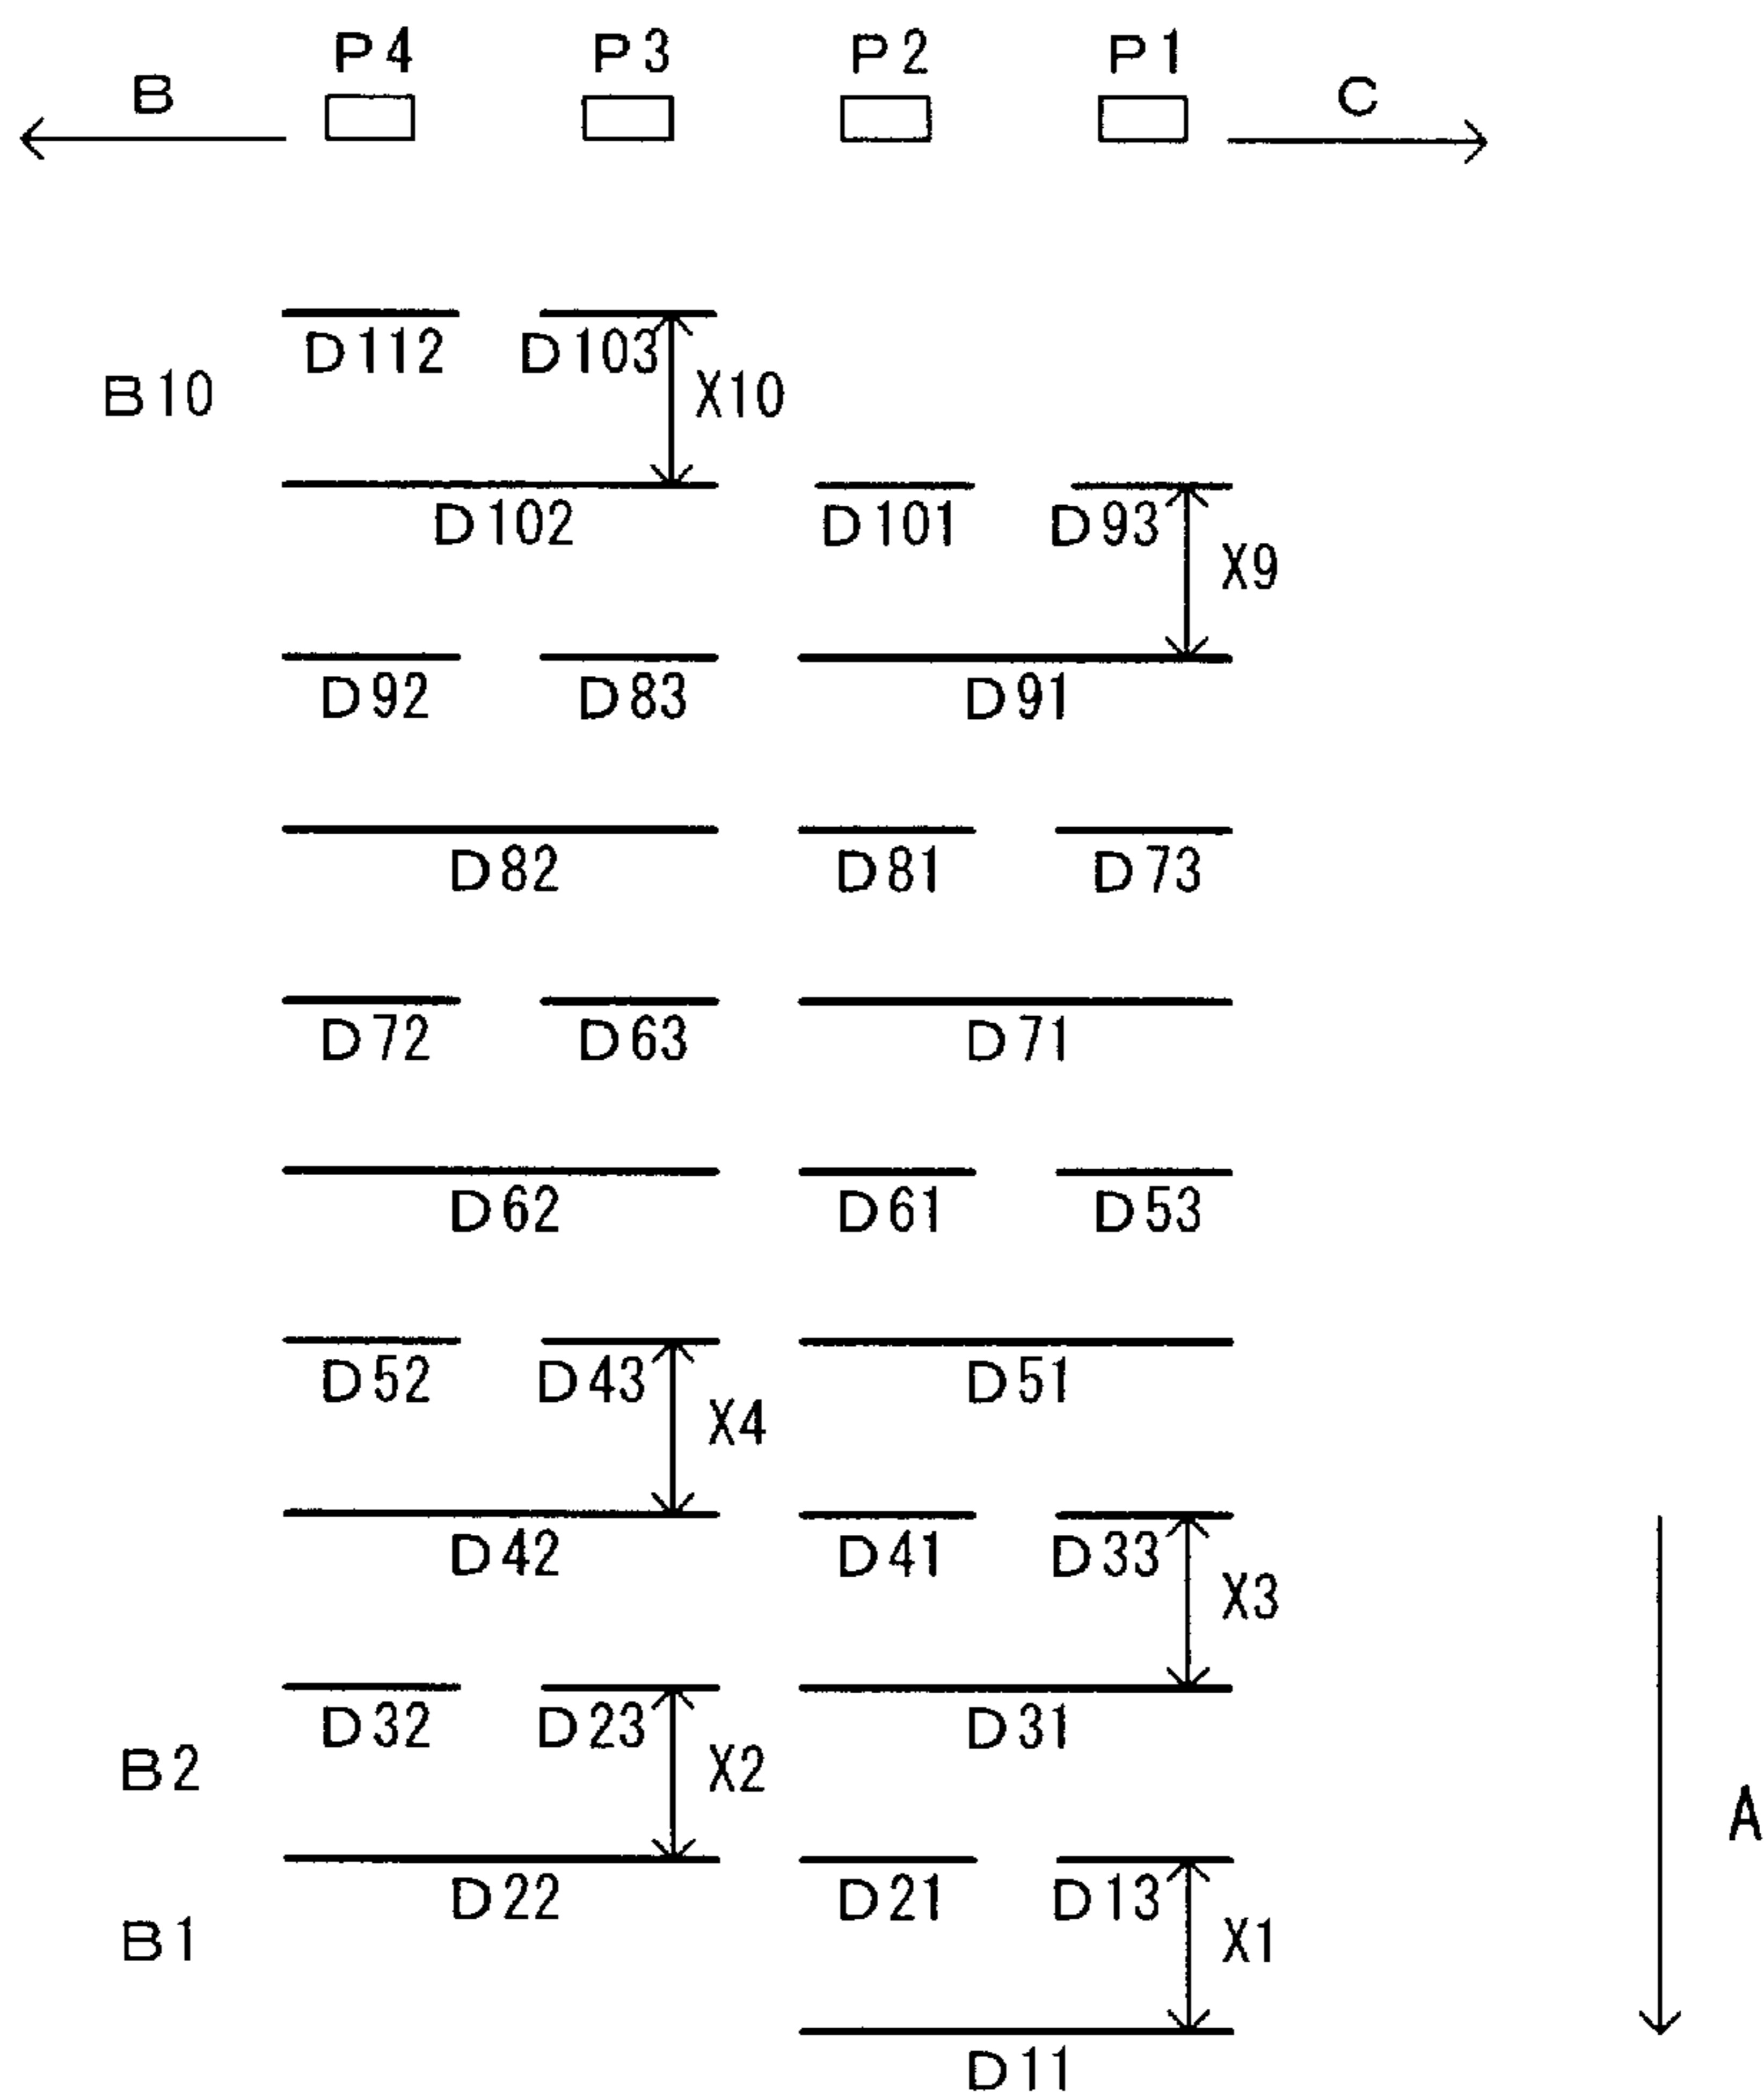 P4 P3 P2 P1
B C
D112 D103
B10 X10
D102 D101 D93
X9
D92 D83 D91
D82 D81 D73
D72 D63 D71
D62 D61 D53
D52 D43 D51
X4
D42 D41 D33
X3
D32 D23 D31
B2 X2
A
D22 D21 D13
B1 X1
D11